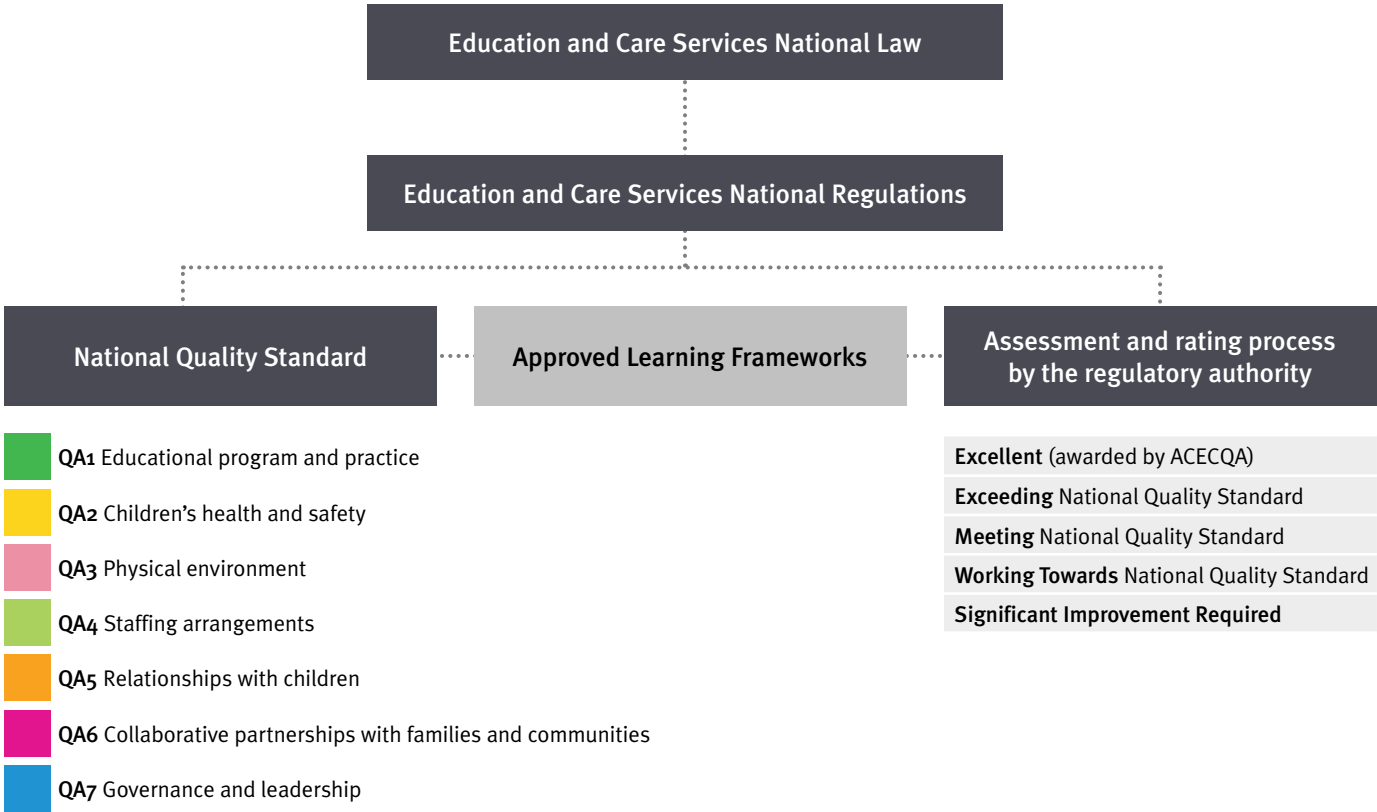 Education and Care Services National Law
Education and Care Services National Regulations
National Quality Standard
Approved Learning Frameworks
Assessment and rating process
by the regulatory authority
QA1 Educational program and practice
QA2 Children’s health and safety
QA3 Physical environment
QA4 Staffing arrangements
QA5 Relationships with children
QA6 Collaborative partnerships with families and communities
QA7 Governance and leadership
Excellent (awarded by ACECQA)
Exceeding National Quality Standard
Meeting National Quality Standard
Working Towards National Quality Standard
Significant Improvement Required